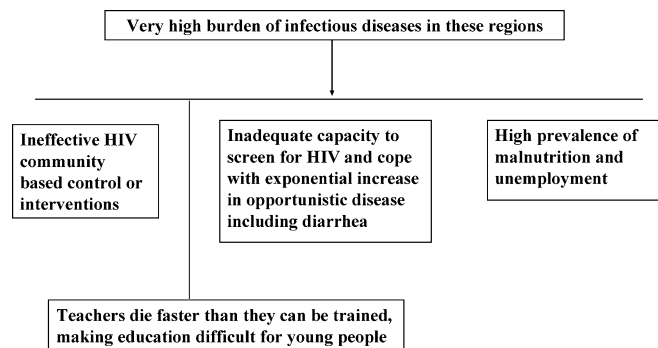 Very high burden of infectious diseases in these regions
Ineffective HIV
community
based control or
interventions
Inadequate capacity to
screen for HIV and cope
with exponential increase
in opportunistic disease
including diarrhea
High prevalence of
malnutrition and
unemployment
Teachers die faster than they can be trained,
making education difficult for young people